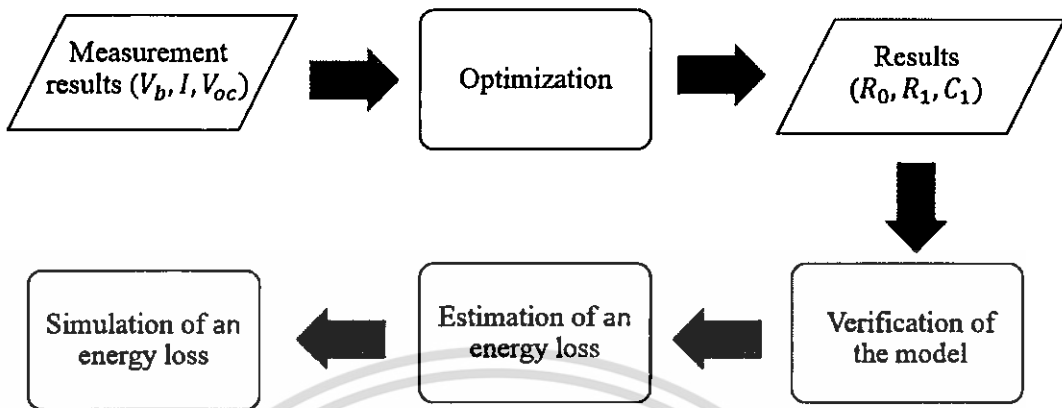 Measurement
results (V_b, I, V_oc)
Optimization
Results
(R_0, R_1, C_1)
Simulation of an
energy loss
Estimation of an
energy loss
Verification of
the model